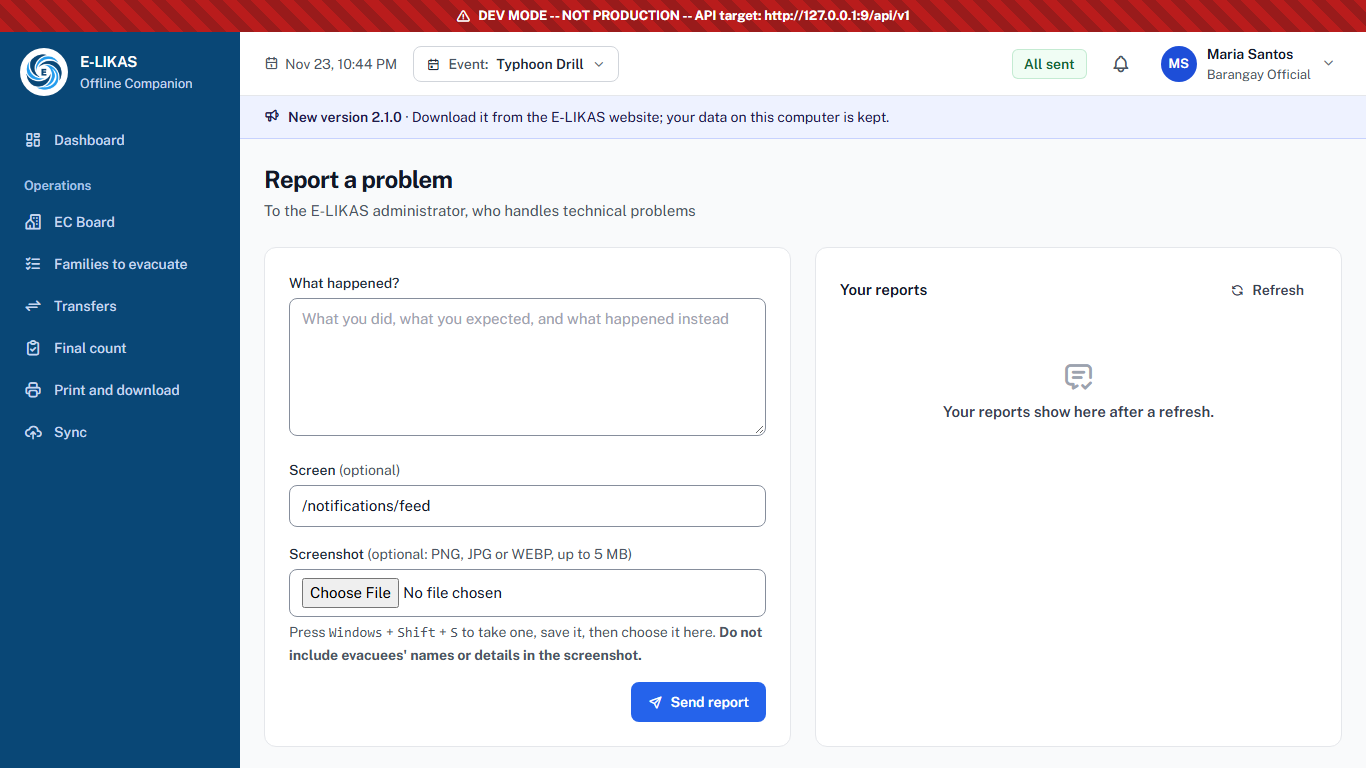 DEV MODE -- NOT PRODUCTION -- API target: http://127.0.0.1:9/api/v1
E-LIKAS
Offline Companion
Dashboard
Operations
EC Board
Families to evacuate
Transfers
Final count
Print and download
Sync
Nov 23, 10:44 PM
Event: Typhoon Drill
All sent
MS
Maria Santos
Barangay Official
New version 2.1.0 · Download it from the E-LIKAS website; your data on this computer is kept.
Report a problem
To the E-LIKAS administrator, who handles technical problems
What happened?
What you did, what you expected, and what happened instead
Screen (optional)
/notifications/feed
Screenshot (optional: PNG, JPG or WEBP, up to 5 MB)
Choose File No file chosen
Press Windows + Shift + S to take one, save it, then choose it here. Do not
include evacuees' names or details in the screenshot.
Send report
Your reports
Refresh
Your reports show here after a refresh.